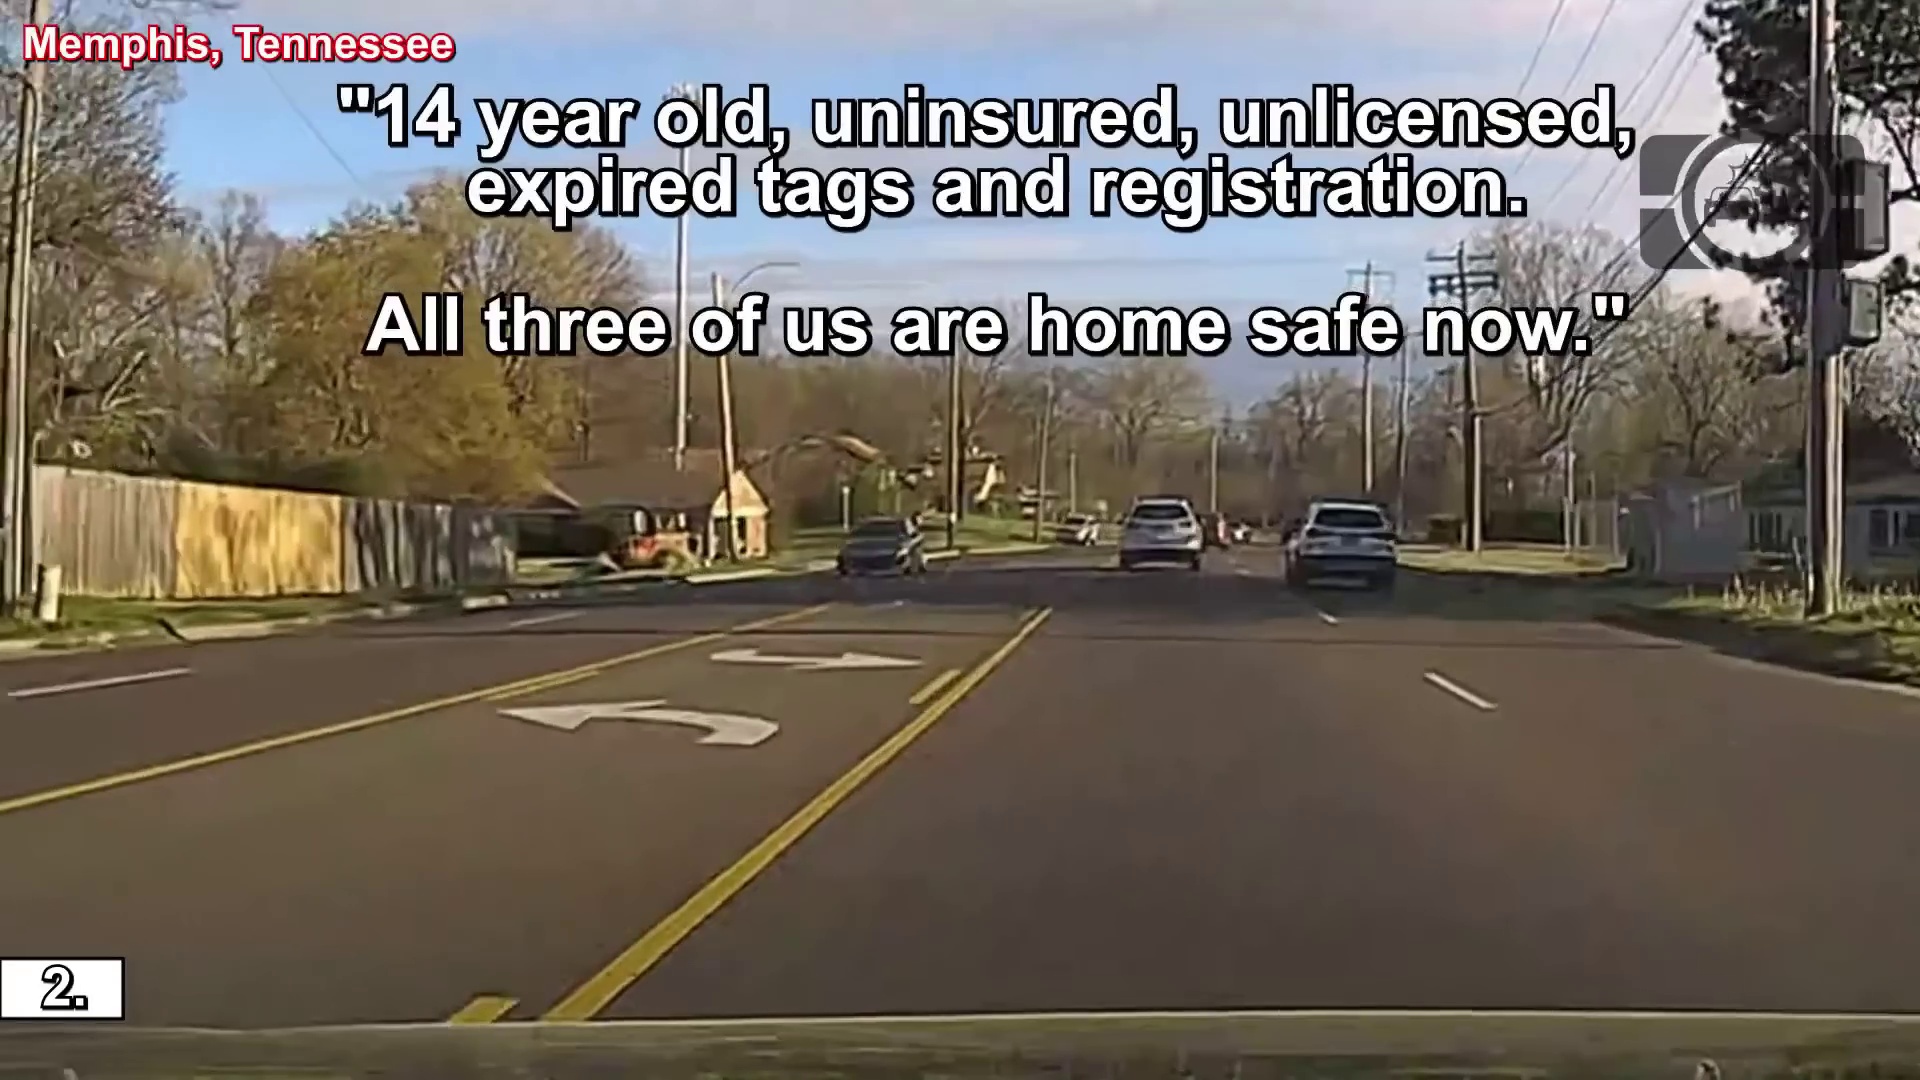 Memphis, Tennessee
"14 year old, uninsured, unlicensed,
expired tags and registration.
All three of us are home safe now."
2.